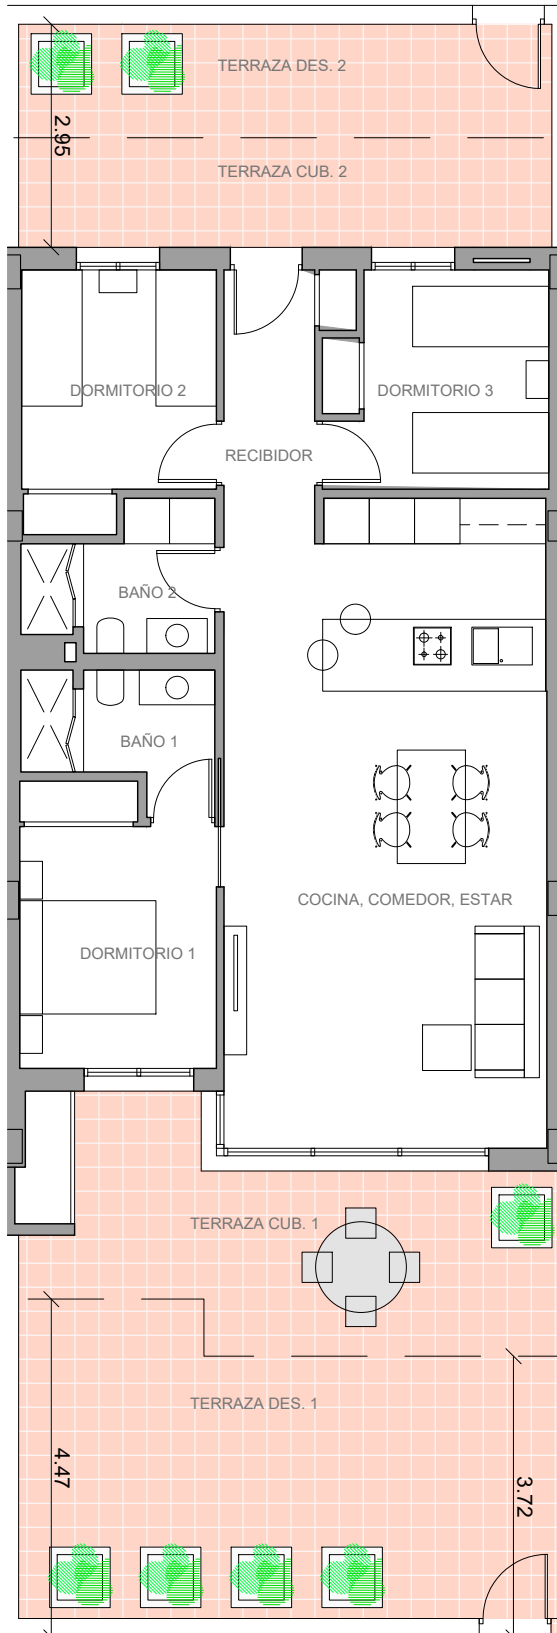 TERRAZA DES. 2
2.95
TERRAZA CUB. 2
DORMITORIO 2
DORMITORIO 3
RECIBIDOR
BAÑO 2
BAÑO 1
COCINA, COMEDOR, ESTAR
DORMITORIO 1
TERRAZA CUB. 1
TERRAZA DES. 1
4.47
3.72